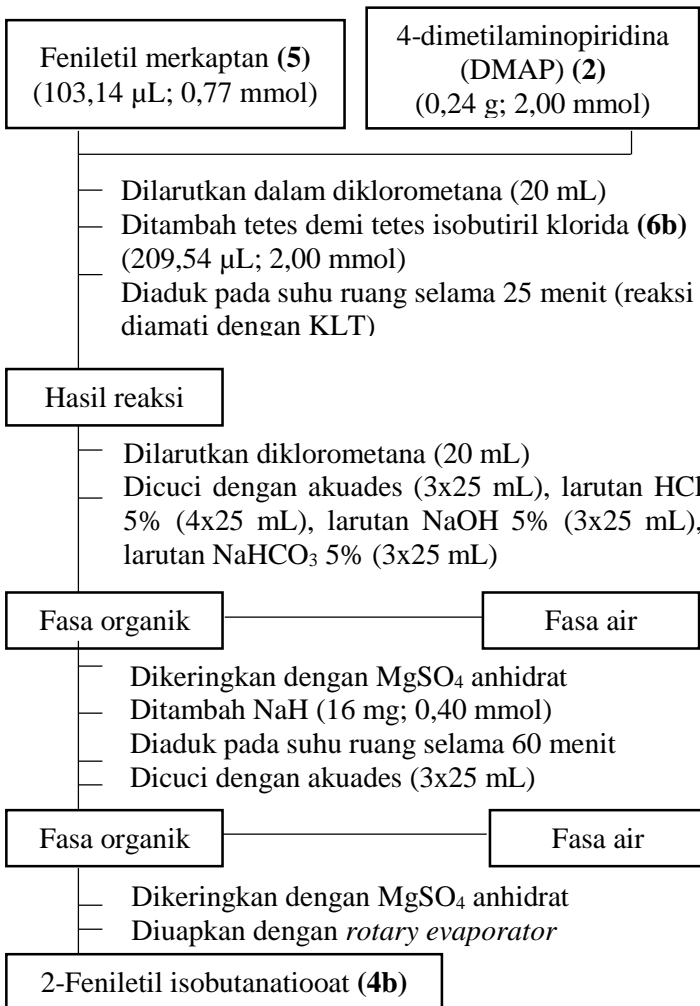 Feniletil merkaptan (5)
(103,14 µL; 0,77 mmol)
4-dimetilaminopiridina
(DMAP) (2)
(0,24 g; 2,00 mmol)
Dilarutkan dalam diklorometana (20 mL)
Ditambah tetes demi tetes isobutiril klorida (6b)
(209,54 µL; 2,00 mmol)
Diaduk pada suhu ruang selama 25 menit (reaksi
diamati dengan KLT)
Hasil reaksi
Dilarutkan diklorometana (20 mL)
Dicuci dengan akuades (3x25 mL), larutan HCl
5% (4x25 mL), larutan NaOH 5% (3x25 mL),
larutan NaHCO₃ 5% (3x25 mL)
Fasa organik
Fasa air
Dikeringkan dengan MgSO₄ anhidrat
Ditambah NaH (16 mg; 0,40 mmol)
Diaduk pada suhu ruang selama 60 menit
Dicuci dengan akuades (3x25 mL)
Fasa organik
Fasa air
Dikeringkan dengan MgSO₄ anhidrat
Diuapkan dengan rotary evaporator
2-Feniletil isobutanatiooat (4b)